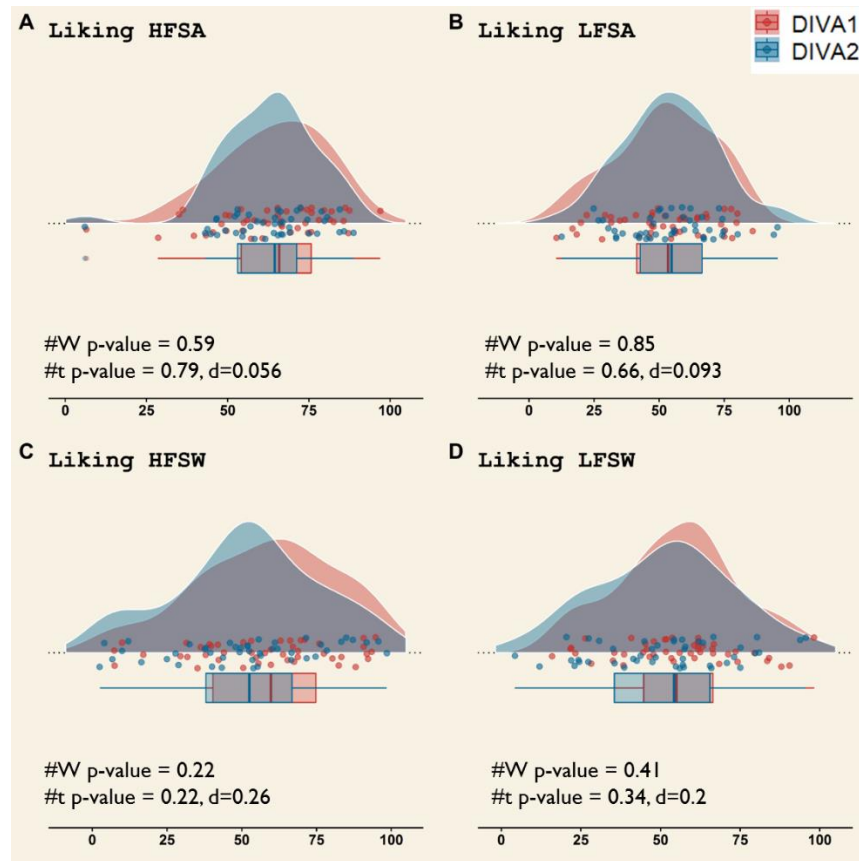 A Liking HFSA
B Liking LFSA
DIVA1
DIVA2
#W p-value = 0.59
#t p-value = 0.79, d=0.056
0 25 50 75 100
#W p-value = 0.85
#t p-value = 0.66, d=0.093
0 25 50 75 100
C Liking HFSW
D Liking LFSW
#W p-value = 0.22
#t p-value = 0.22, d=0.26
0 25 50 75 100
#W p-value = 0.41
#t p-value = 0.34, d=0.2
0 25 50 75 100